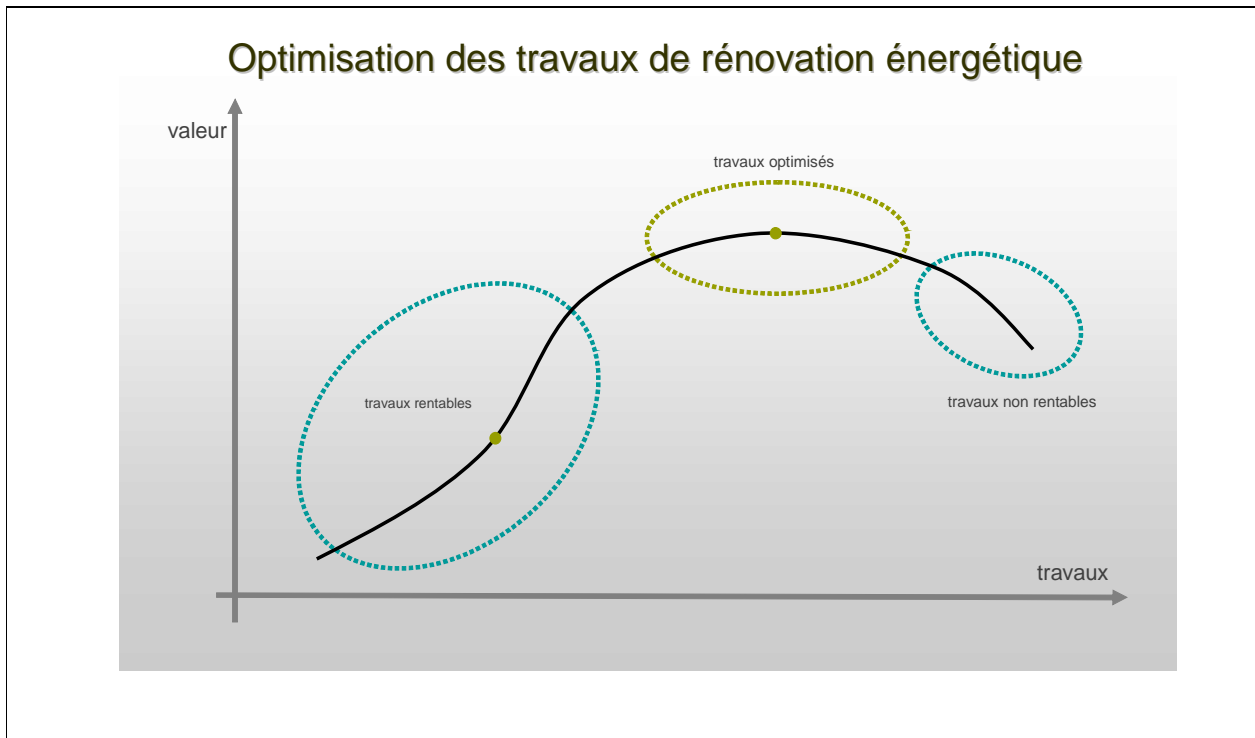 Optimisation des travaux de rénovation énergétique
valeur
travaux optimisés
travaux rentables
travaux non rentables
travaux